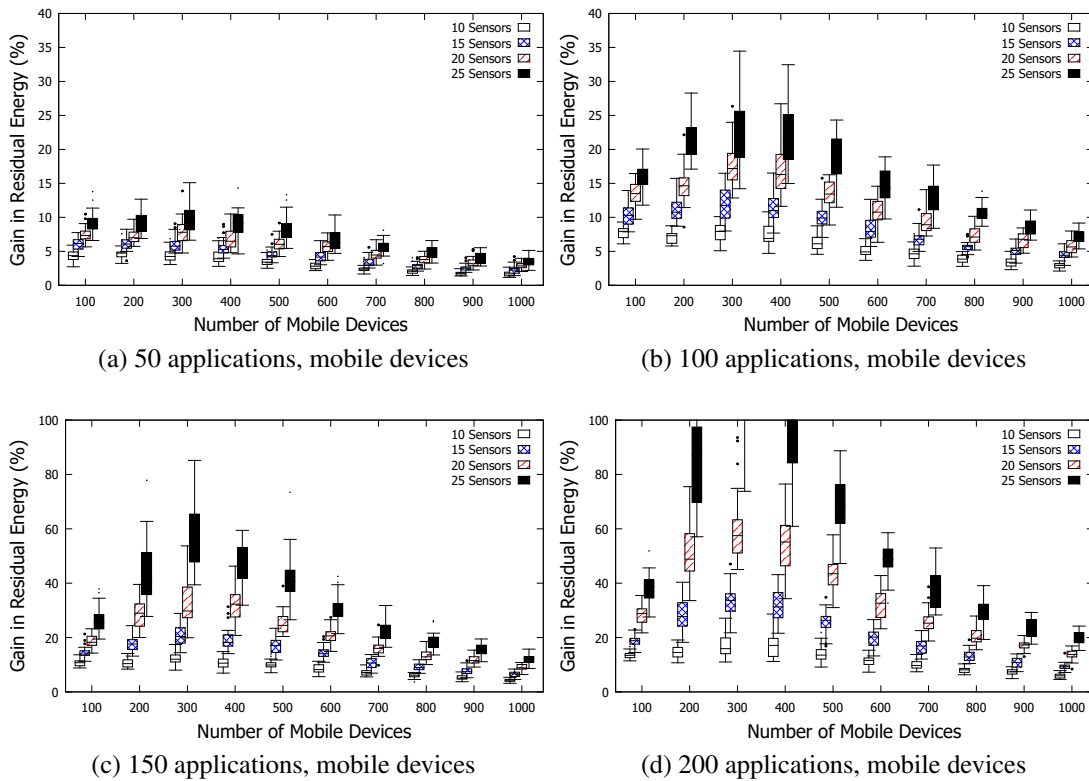 40
35
30
25
20
15
10
5
0
Gain in Residual Energy (%)
10 Sensors
15 Sensors
20 Sensors
25 Sensors
100 200 300 400 500 600 700 800 900 1000
Number of Mobile Devices
(a) 50 applications, mobile devices
40
35
30
25
20
15
10
5
0
Gain in Residual Energy (%)
10 Sensors
15 Sensors
20 Sensors
25 Sensors
100 200 300 400 500 600 700 800 900 1000
Number of Mobile Devices
(b) 100 applications, mobile devices
100
80
60
40
20
0
Gain in Residual Energy (%)
10 Sensors
15 Sensors
20 Sensors
25 Sensors
100 200 300 400 500 600 700 800 900 1000
Number of Mobile Devices
(c) 150 applications, mobile devices
100
80
60
40
20
0
Gain in Residual Energy (%)
10 Sensors
15 Sensors
20 Sensors
25 Sensors
100 200 300 400 500 600 700 800 900 1000
Number of Mobile Devices
(d) 200 applications, mobile devices